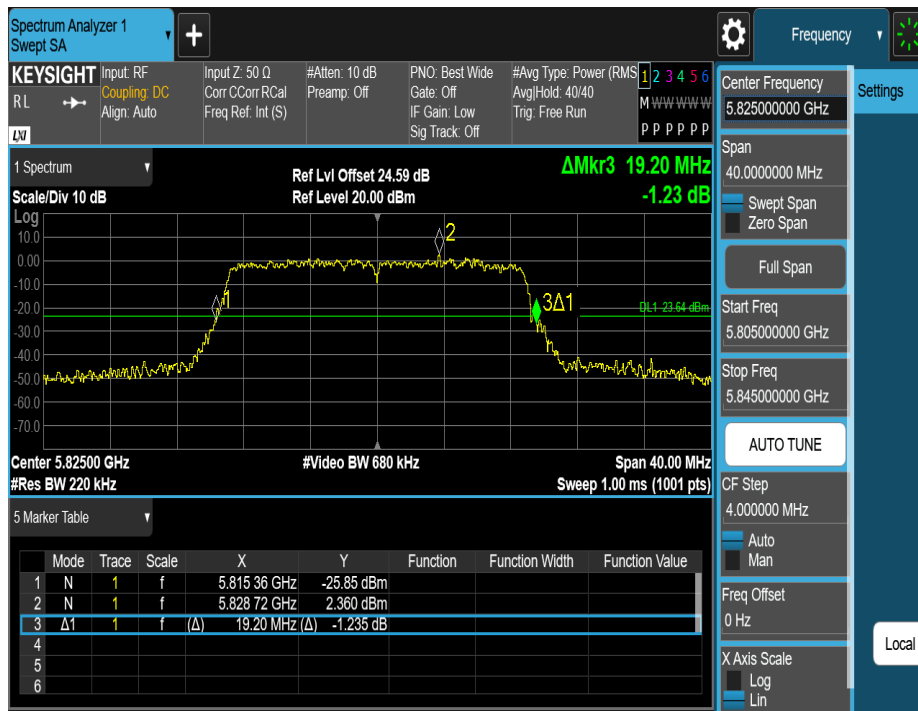 Spectrum Analyzer 1
Swept SA
+
Frequency
KEYSIGHT
RL
LXI
Input: RF
Coupling: DC
Align: Auto
Input Z: 50 Ω
Corr CCorr RCal
Freq Ref: Int (S)
#Atten: 10 dB
Preamp: Off
PNO: Best Wide
Gate: Off
IF Gain: Low
Sig Track: Off
#Avg Type: Power (RMS
Avg|Hold: 40/40
Trig: Free Run
1 2 3 4 5 6
M W W W W W
P P P P P P
1 Spectrum
Scale/Div 10 dB
Ref Lvl Offset 24.59 dB
Ref Level 20.00 dBm
ΔMkr3 19.20 MHz
-1.23 dB
Log
10.0
0.00
-10.0
-20.0
-30.0
-40.0
-50.0
-60.0
-70.0
1
2
3Δ1
DL1 -23.64 dBm
Center 5.82500 GHz
#Res BW 220 kHz
#Video BW 680 kHz
Span 40.00 MHz
Sweep 1.00 ms (1001 pts)
5 Marker Table
Mode Trace Scale X Y Function Function Width Function Value
1 N 1 f 5.815 36 GHz -25.85 dBm
2 N 1 f 5.828 72 GHz 2.360 dBm
3 Δ1 1 f (Δ) 19.20 MHz (Δ) -1.235 dB
4
5
6
Center Frequency
5.825000000 GHz
Span
40.0000000 MHz
Swept Span
Zero Span
Full Span
Start Freq
5.805000000 GHz
Stop Freq
5.845000000 GHz
AUTO TUNE
CF Step
4.000000 MHz
Auto
Man
Freq Offset
0 Hz
X Axis Scale
Log
Lin
Settings
Local